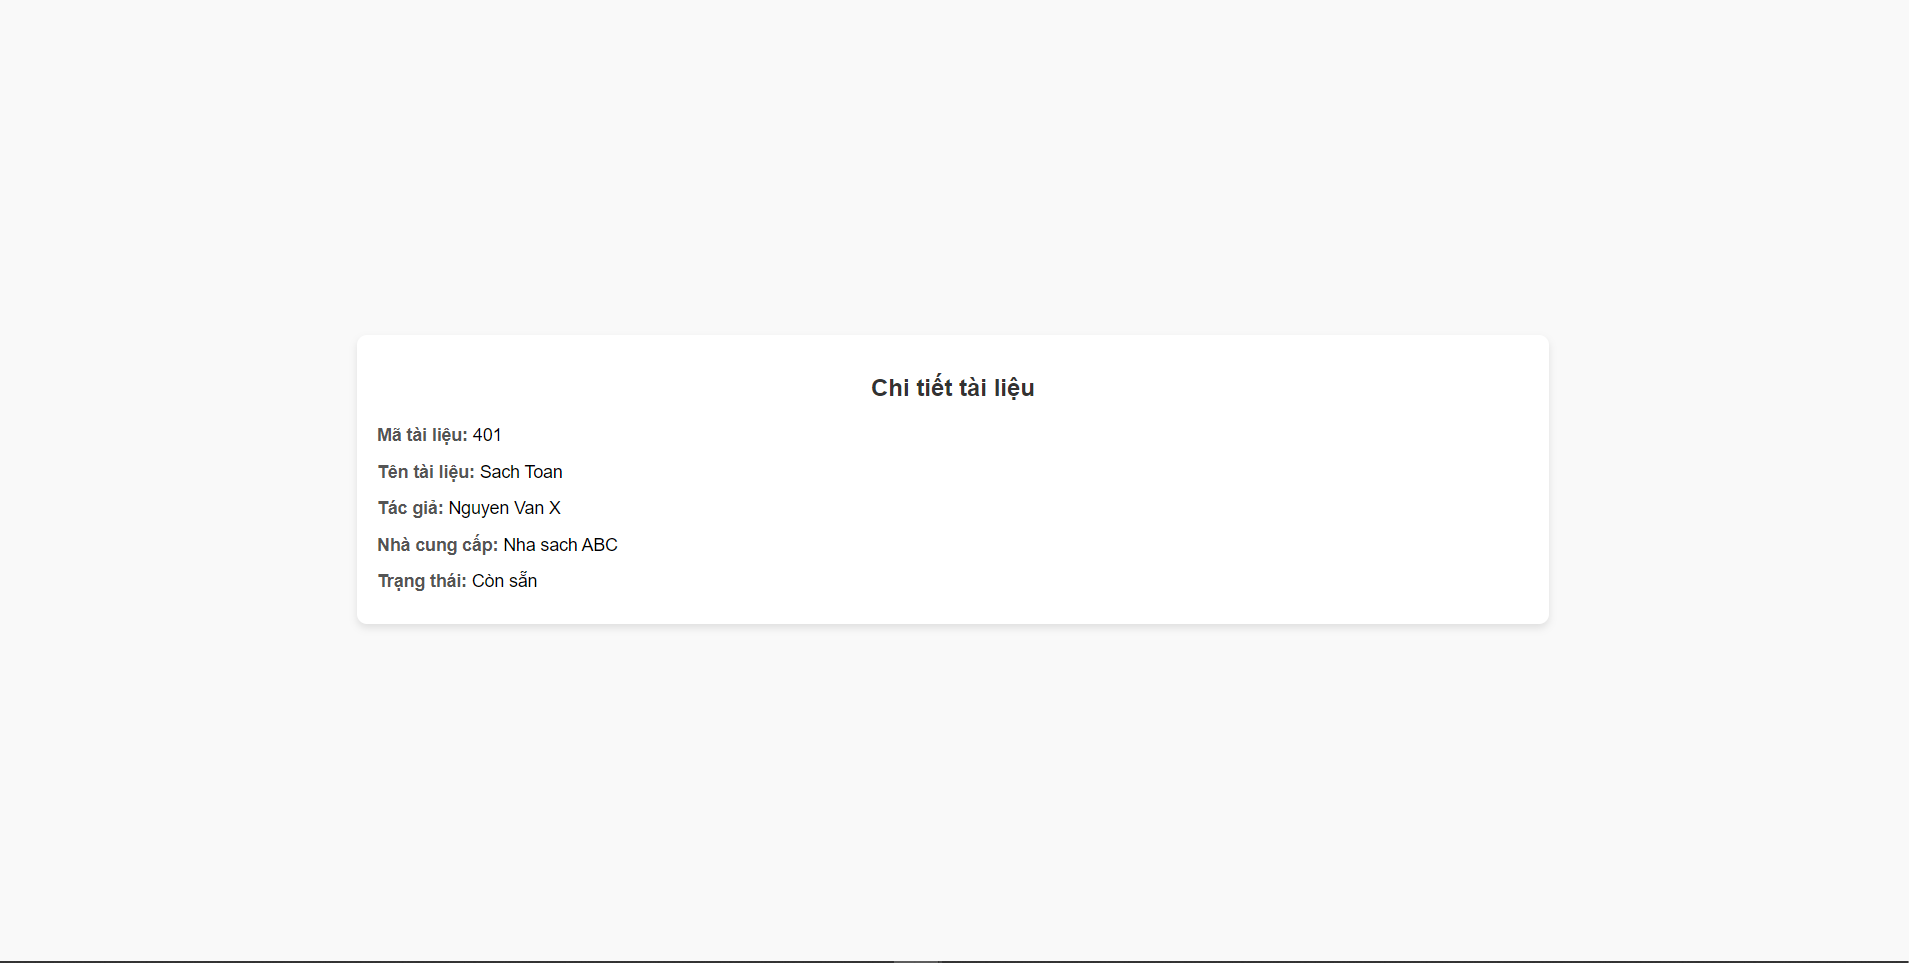 Chi tiết tài liệu
Mã tài liệu: 401
Tên tài liệu: Sach Toan
Tác giả: Nguyen Van X
Nhà cung cấp: Nha sach ABC
Trạng thái: Còn sẵn